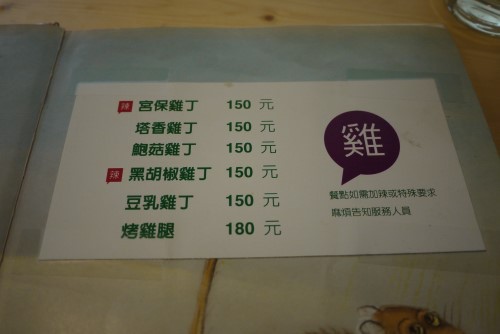 辣 宮保雞丁 150 元
塔香雞丁 150 元
鮑菇雞丁 150 元
辣 黑胡椒雞丁 150 元
豆乳雞丁 150 元
烤雞腿 180 元
雞
餐點如需加辣或特殊要求
麻煩告知服務人員